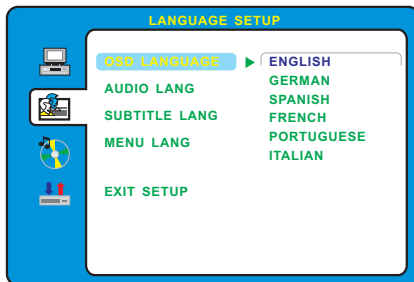 LANGUAGE SETUP
OSD LANGUAGE
AUDIO LANG
SUBTITLE LANG
MENU LANG
EXIT SETUP
ENGLISH
GERMAN
SPANISH
FRENCH
PORTUGUESE
ITALIAN